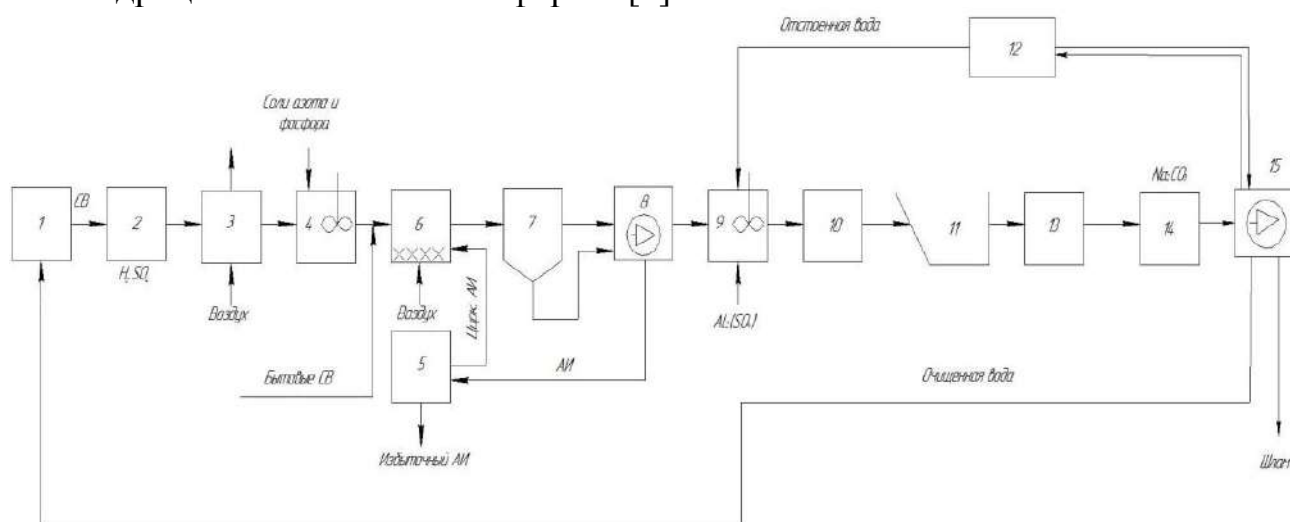 Отстоенная вода
12
Соли азота и
фосфора
15
Na₂CO₃
СВ
8
1
2
3
4
6
7
9
10
11
13
14
H₂SO₄
Воздух
Воздух
Цирк. АИ
Al₂(SO₄)
5
АИ
Бытовые СВ
Очищенная вода
Избыточный АИ
Шлам